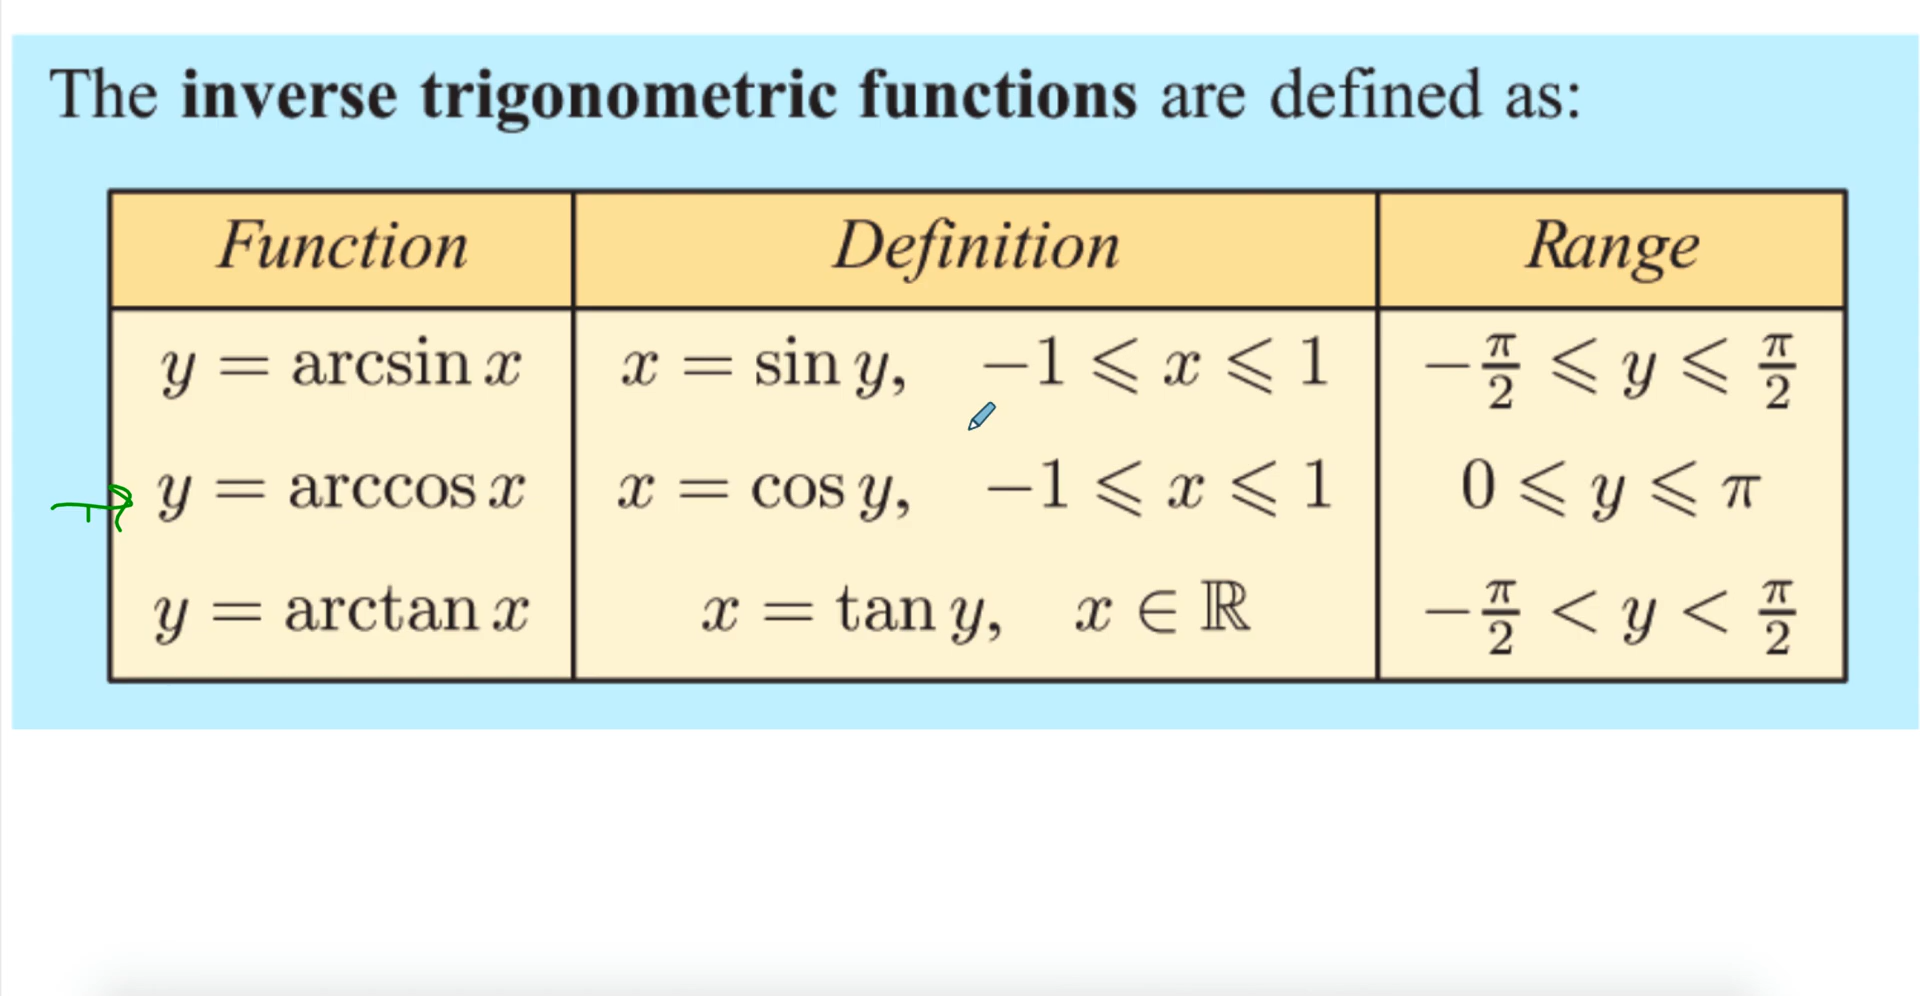 The inverse trigonometric functions are defined as:
Function Definition Range
y = arcsin x x = sin y, −1 ⩽ x ⩽ 1 −π/2 ⩽ y ⩽ π/2
y = arccos x x = cos y, −1 ⩽ x ⩽ 1 0 ⩽ y ⩽ π
y = arctan x x = tan y, x ∈ ℝ −π/2 < y < π/2